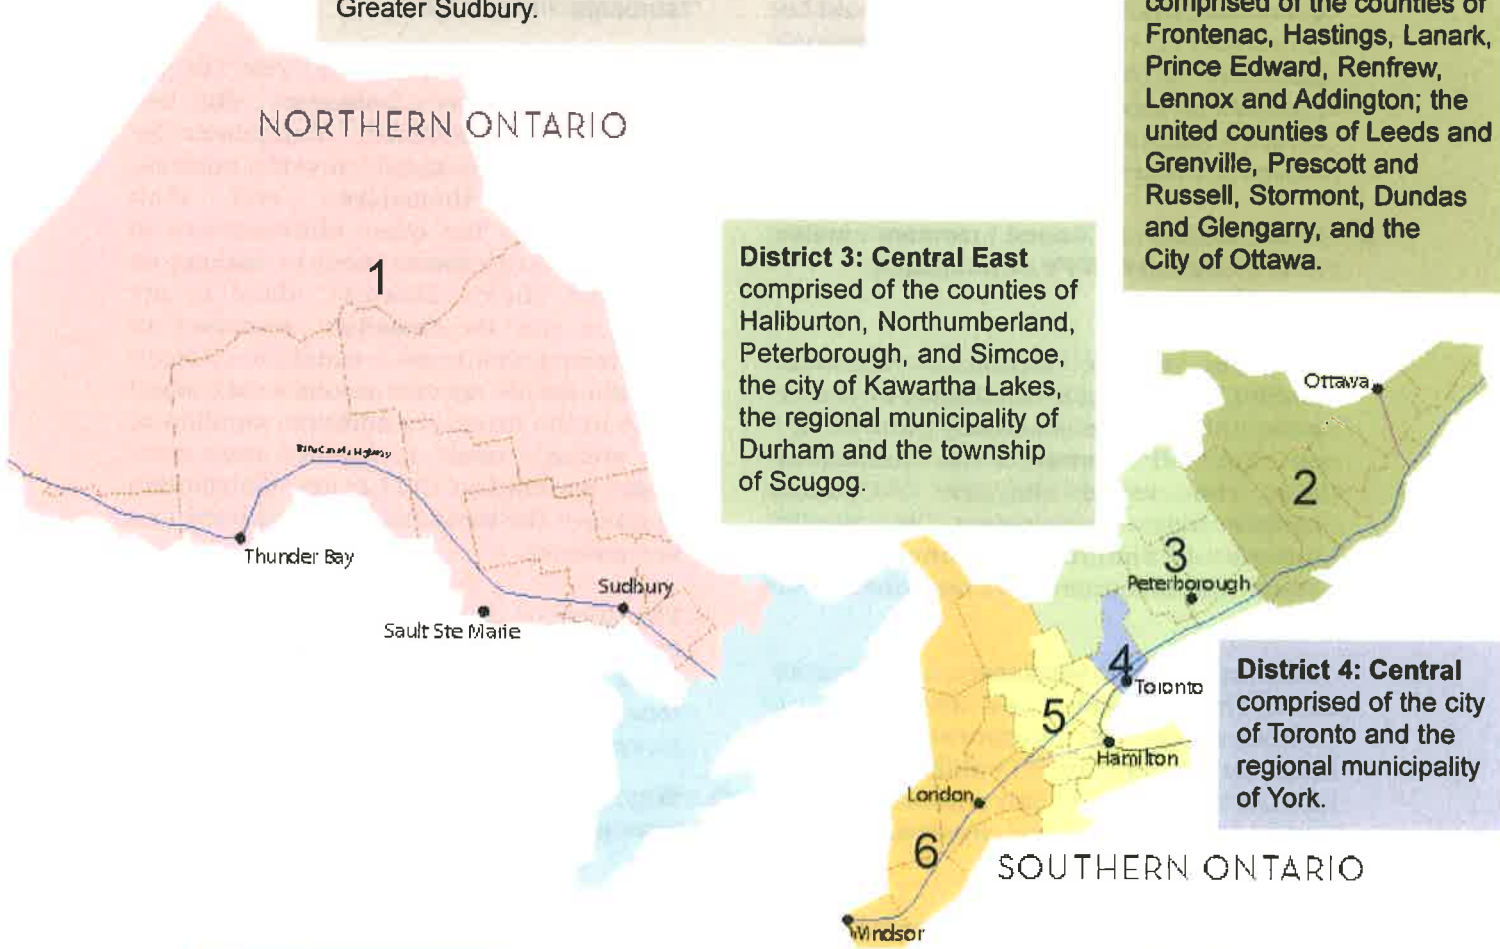 Greater Sudbury.
comprised of the counties of
Frontenac, Hastings, Lanark,
Prince Edward, Renfrew,
Lennox and Addington; the
united counties of Leeds and
Grenville, Prescott and
Russell, Stormont, Dundas
and Glengarry, and the
City of Ottawa.
NORTHERN ONTARIO
1
District 3: Central East
comprised of the counties of
Haliburton, Northumberland,
Peterborough, and Simcoe,
the city of Kawartha Lakes,
the regional municipality of
Durham and the township
of Scugog.
Trans Canada Highway
Thunder Bay
Sault Ste Marie
Sudbury
Ottawa
2
3
Peterborough
4
Toronto
5
Hamilton
London
6
Windsor
District 4: Central
comprised of the city
of Toronto and the
regional municipality
of York.
SOUTHERN ONTARIO